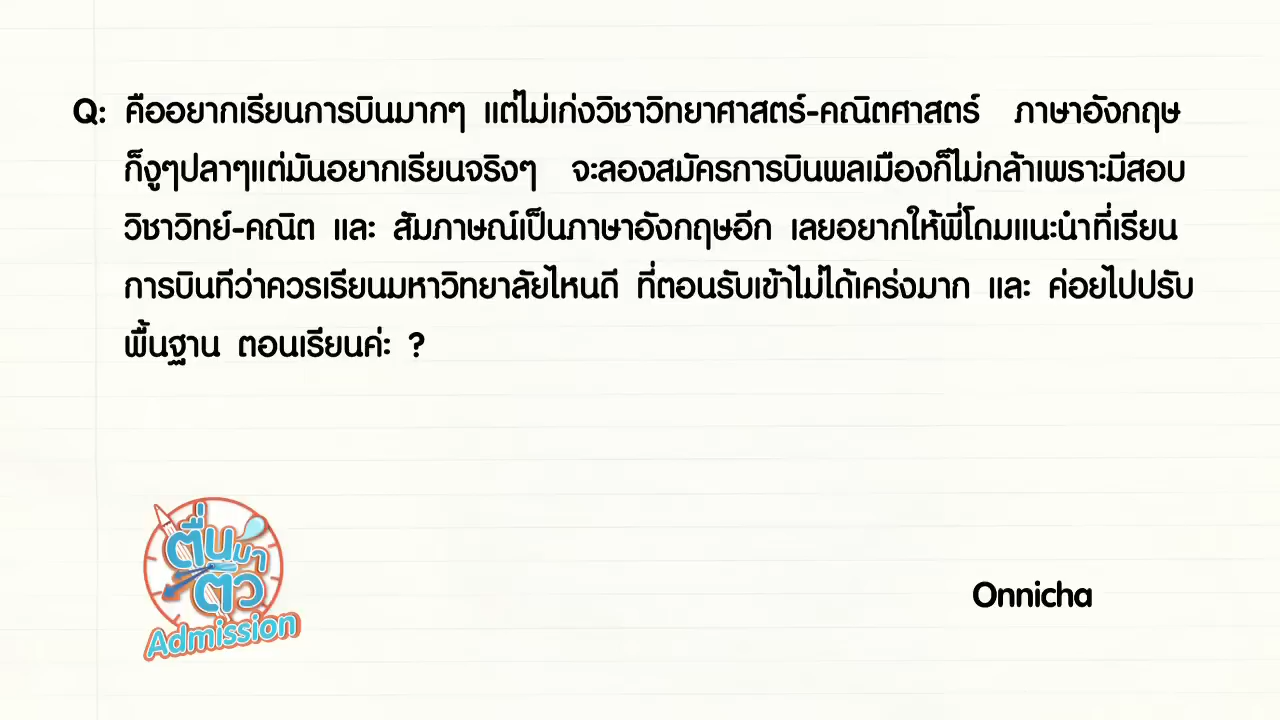 Q: คืออยากเรียนการบินมากๆ แต่ไม่เก่งวิชาวิทยาศาสตร์-คณิตศาสตร์ ภาษาอังกฤษ
ก็งูๆปลาๆแต่มันอยากเรียนจริงๆ จะลองสมัครการบินพลเมืองก็ไม่กล้าเพราะมีสอบ
วิชาวิทย์-คณิต และ สัมภาษณ์เป็นภาษาอังกฤษอีก เลยอยากให้พี่โดมแนะนำที่เรียน
การบินทีว่าควรเรียนมหาวิทยาลัยไหนดี ที่ตอนรับเข้าไม่ได้เคร่งมาก และ ค่อยไปปรับ
พื้นฐาน ตอนเรียนค่ะ ?
ตื่นมา
ติว
Admission
Onnicha